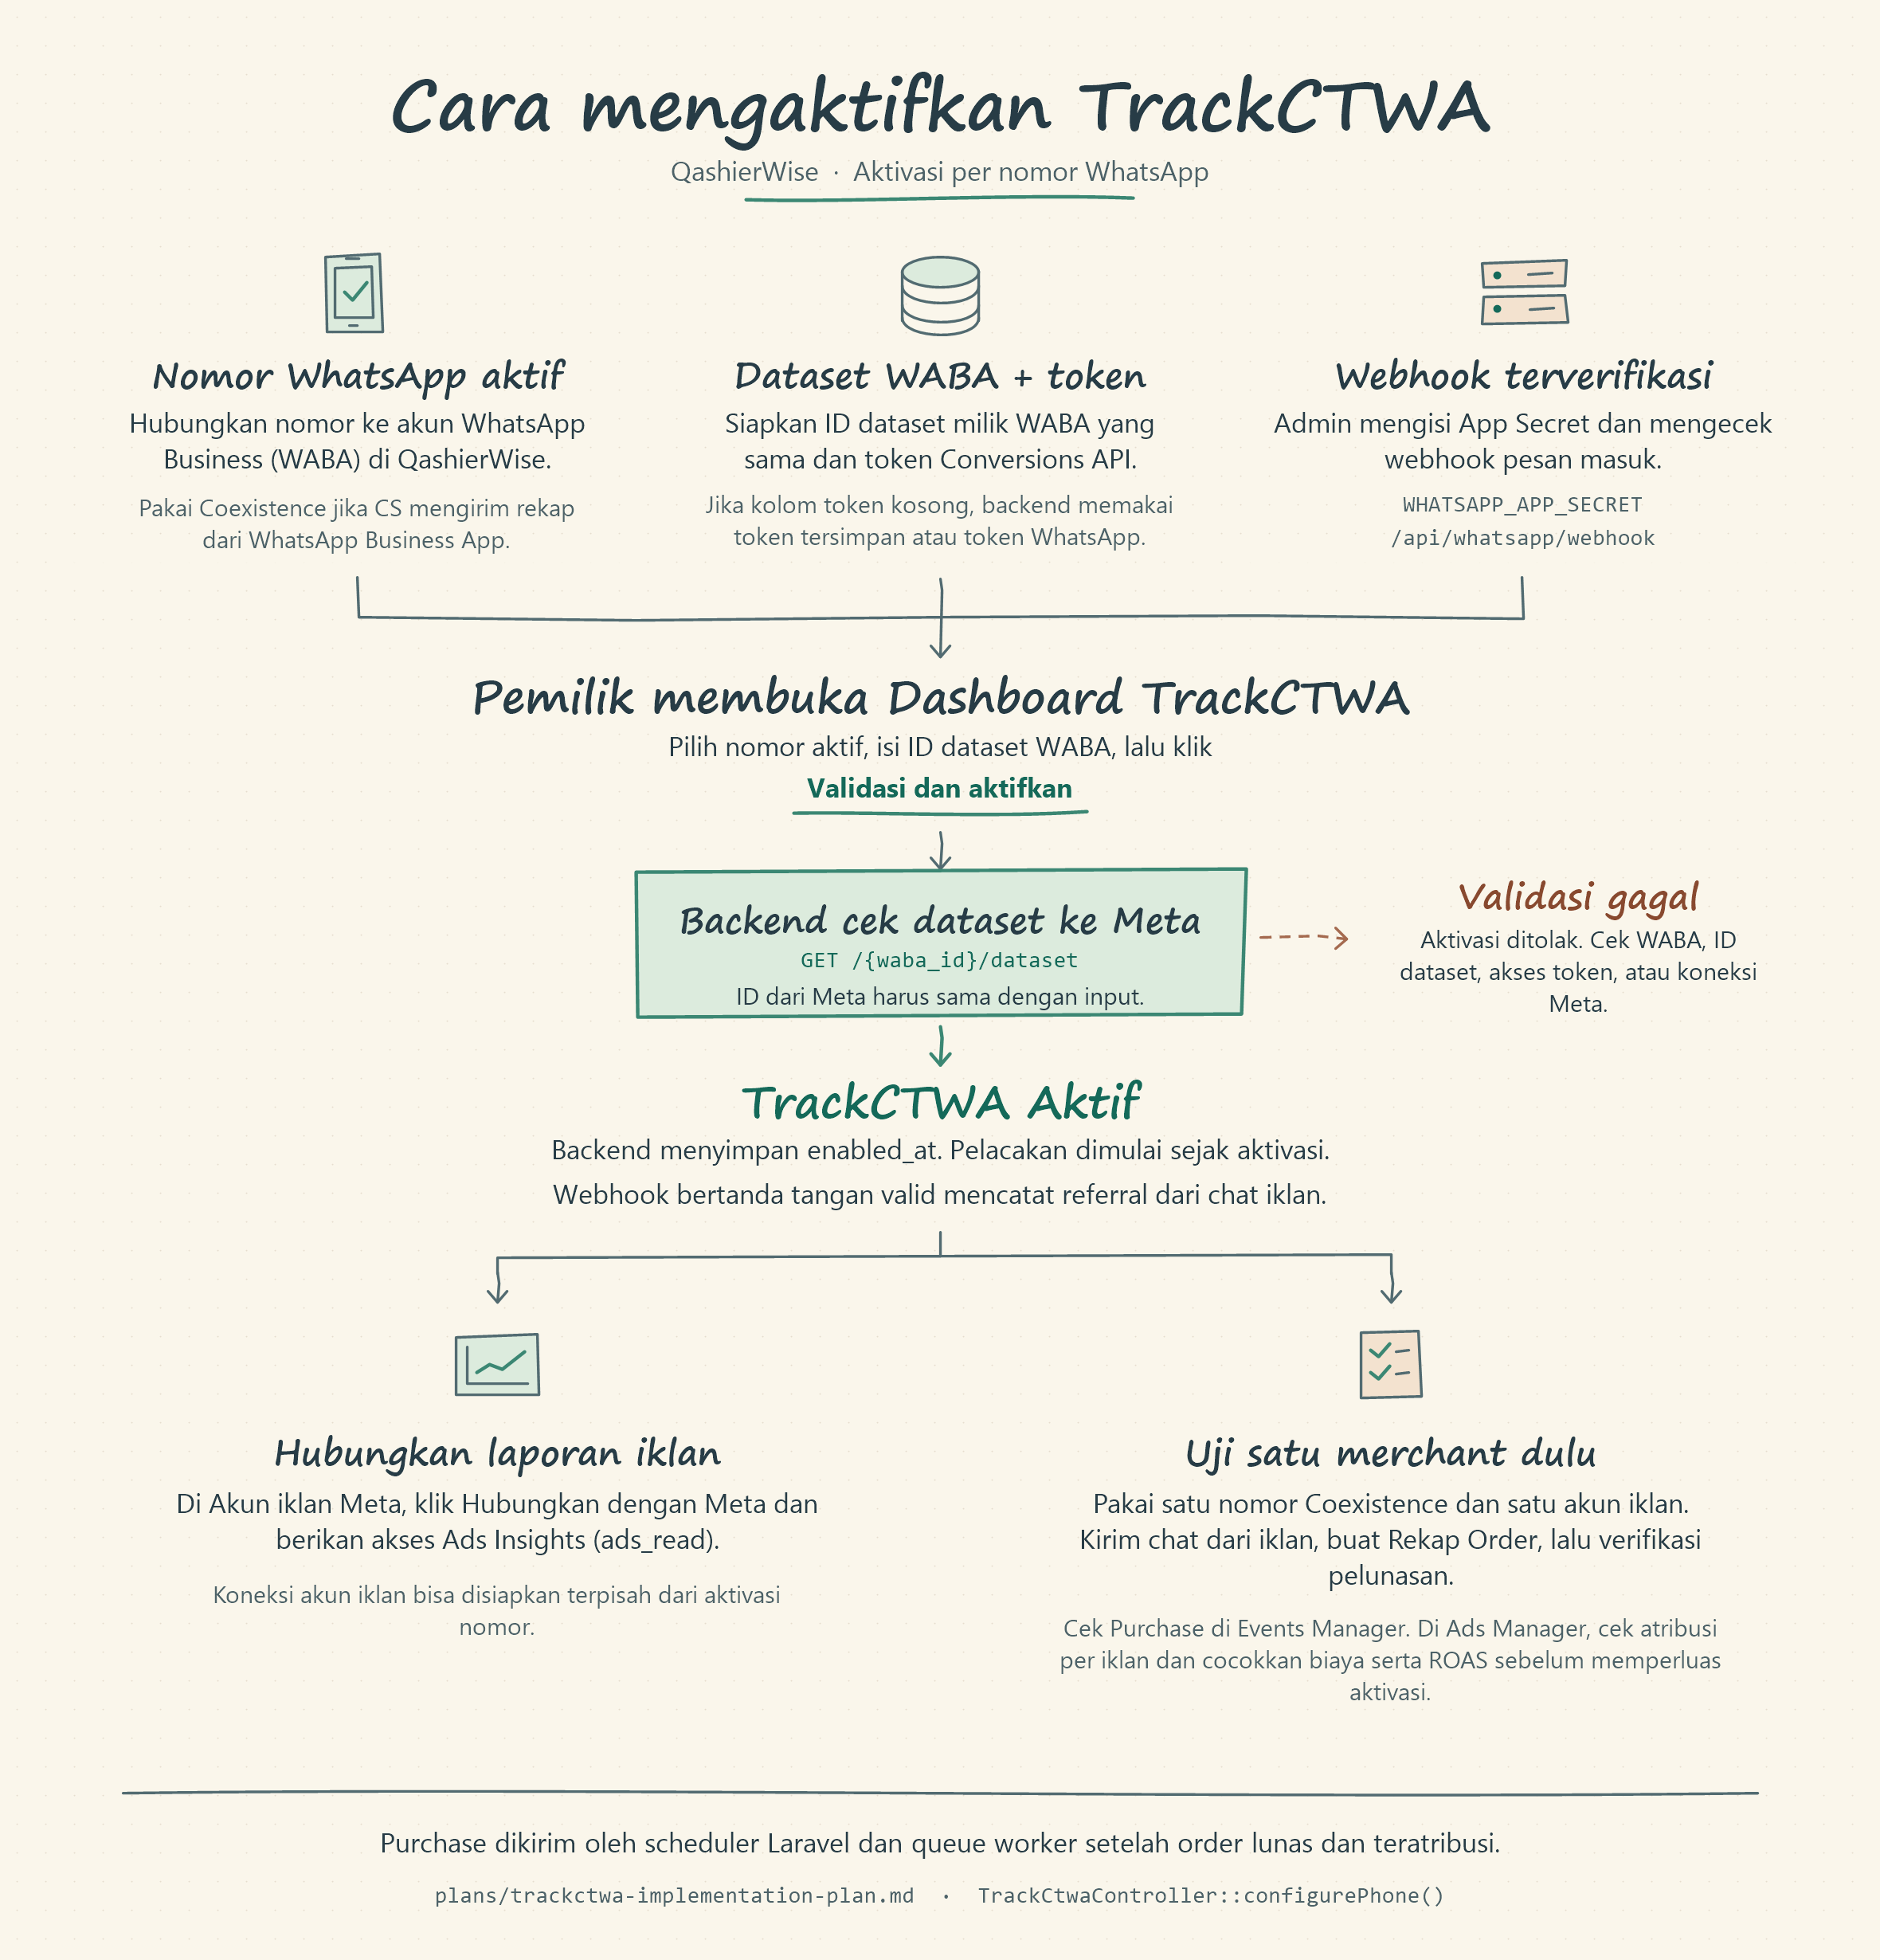 Cara mengaktifkan TrackCTWA
QashierWise · Aktivasi per nomor WhatsApp
Nomor WhatsApp aktif
Hubungkan nomor ke akun WhatsApp
Business (WABA) di QashierWise.
Pakai Coexistence jika CS mengirim rekap
dari WhatsApp Business App.
Dataset WABA + token
Siapkan ID dataset milik WABA yang
sama dan token Conversions API.
Jika kolom token kosong, backend memakai
token tersimpan atau token WhatsApp.
Webhook terverifikasi
Admin mengisi App Secret dan mengecek
webhook pesan masuk.
WHATSAPP_APP_SECRET
/api/whatsapp/webhook
Pemilik membuka Dashboard TrackCTWA
Pilih nomor aktif, isi ID dataset WABA, lalu klik
Validasi dan aktifkan
Backend cek dataset ke Meta
GET /{waba_id}/dataset
ID dari Meta harus sama dengan input.
Validasi gagal
Aktivasi ditolak. Cek WABA, ID
dataset, akses token, atau koneksi
Meta.
TrackCTWA Aktif
Backend menyimpan enabled_at. Pelacakan dimulai sejak aktivasi.
Webhook bertanda tangan valid mencatat referral dari chat iklan.
Hubungkan laporan iklan
Di Akun iklan Meta, klik Hubungkan dengan Meta dan
berikan akses Ads Insights (ads_read).
Koneksi akun iklan bisa disiapkan terpisah dari aktivasi
nomor.
Uji satu merchant dulu
Pakai satu nomor Coexistence dan satu akun iklan.
Kirim chat dari iklan, buat Rekap Order, lalu verifikasi
pelunasan.
Cek Purchase di Events Manager. Di Ads Manager, cek atribusi
per iklan dan cocokkan biaya serta ROAS sebelum memperluas
aktivasi.
Purchase dikirim oleh scheduler Laravel dan queue worker setelah order lunas dan teratribusi.
plans/trackctwa-implementation-plan.md · TrackCtwaController::configurePhone()